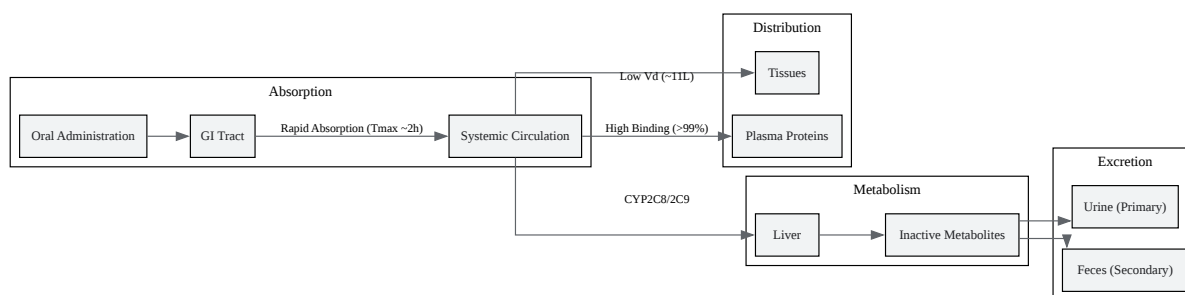 Distribution
Low Vd (~11L)
Tissues
Absorption
Oral Administration
GI Tract
Rapid Absorption (Tmax ~2h)
Systemic Circulation
High Binding (>99%)
Plasma Proteins
Excretion
Metabolism
CYP2C8/2C9
Urine (Primary)
Liver
Inactive Metabolites
Feces (Secondary)